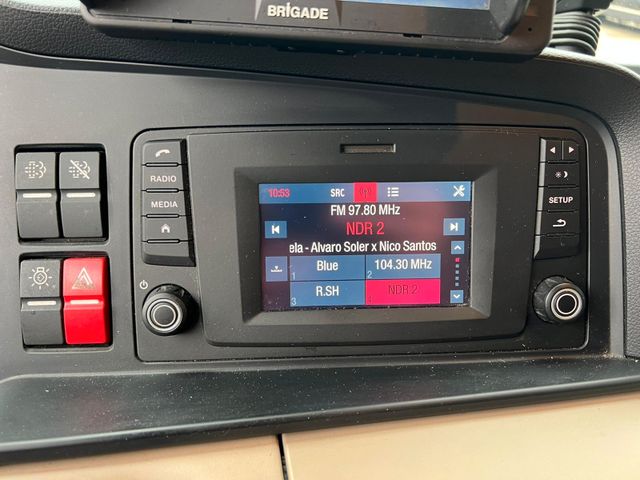 BRIGADE
RADIO
MEDIA
SETUP
10:53 SRC
FM 97.80 MHz
NDR 2
ela - Alvaro Soler x Nico Santos
1 Blue
2 104.30 MHz
3 R.SH
4 NDR 2